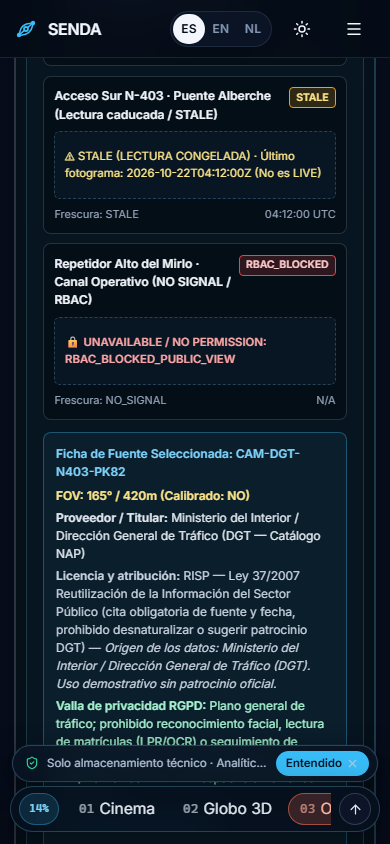 SENDA
ES EN NL
Acceso Sur N-403 · Puente Alberche
(Lectura caducada / STALE)
STALE
⚠ STALE (LECTURA CONGELADA) · Último
fotograma: 2026-10-22T04:12:00Z (No es LIVE)
Frescura: STALE
04:12:00 UTC
Repetidor Alto del Mirlo ·
Canal Operativo (NO SIGNAL /
RBAC)
RBAC_BLOCKED
🔒 UNAVAILABLE / NO PERMISSION:
RBAC_BLOCKED_PUBLIC_VIEW
Frescura: NO_SIGNAL
N/A
Ficha de Fuente Seleccionada: CAM-DGT-
N403-PK82
FOV: 165° / 420m (Calibrado: NO)
Proveedor / Titular: Ministerio del Interior /
Dirección General de Tráfico (DGT — Catálogo
NAP)
Licencia y atribución: RISP — Ley 37/2007
Reutilización de la Información del Sector
Público (cita obligatoria de fuente y fecha,
prohibido desnaturalizar o sugerir patrocinio
DGT) — Origen de los datos: Ministerio del
Interior / Dirección General de Tráfico (DGT).
Uso demostrativo sin patrocinio oficial.
Valla de privacidad RGPD: Plano general de
tráfico; prohibido reconocimiento facial, lectura
de matrículas (LPR/OCR) o seguimiento de
Solo almacenamiento técnico · Analític...
Entendido ×
14%
01 Cinema
02 Globo 3D
03 O